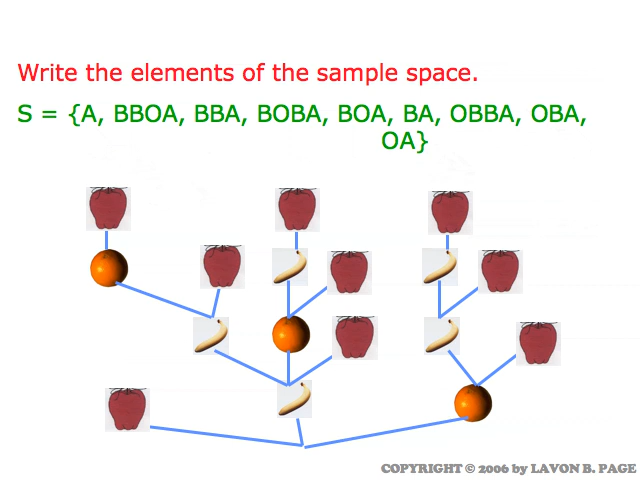 Write the elements of the sample space.
S = {A, BBOA, BBA, BOBA, BOA, BA, OBBA, OBA,
OA}
COPYRIGHT © 2006 by LAVON B. PAGE